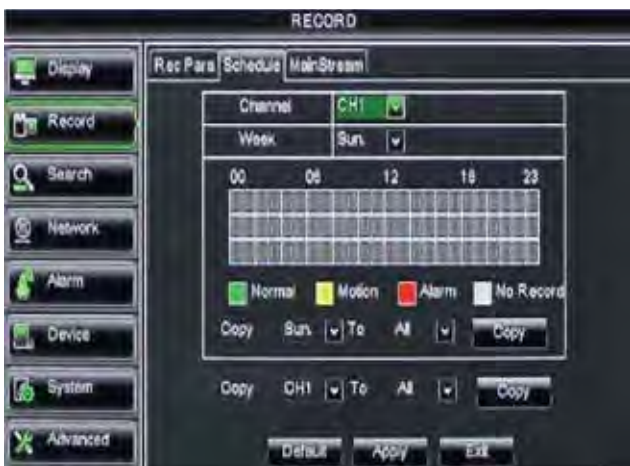 RECORD
Display
Record
Search
Network
Alarm
Device
System
Advanced
Rec Para Schedule MainStream
Channel CH1
Week Sun.
00 06 12 18 23
Normal Motion Alarm No Record
Copy Sun. To All Copy
Copy CH1 To All Copy
Default Apply Exit